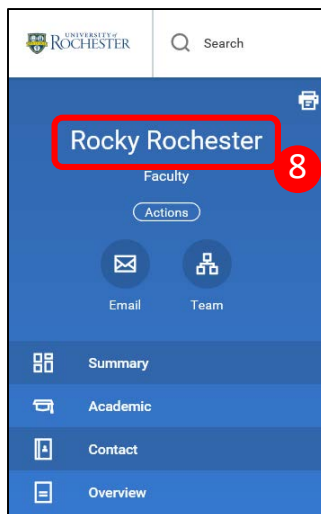 UNIVERSITY of
ROCHESTER
Search
Rocky Rochester
8
Faculty
Actions
Email Team
Summary
Academic
Contact
Overview